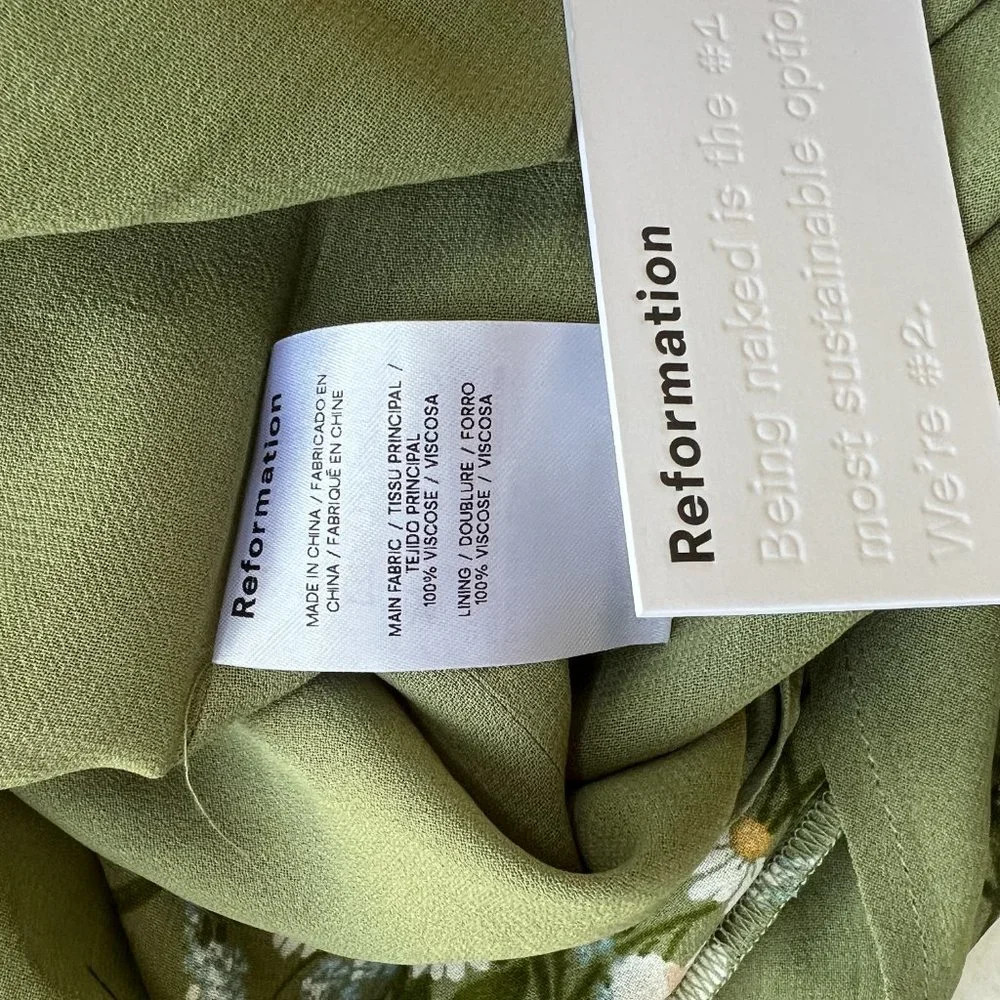 Reformation
MADE IN CHINA / FABRICADO EN
CHINA / FABRIQUÉ EN CHINE
MAIN FABRIC / TISSU PRINCIPAL /
TEJIDO PRINCIPAL
100% VISCOSE / VISCOSA
LINING / DOUBLURE / FORRO
100% VISCOSE / VISCOSA
Reformation
Being naked is the #1
most sustainable option.
We're #2.